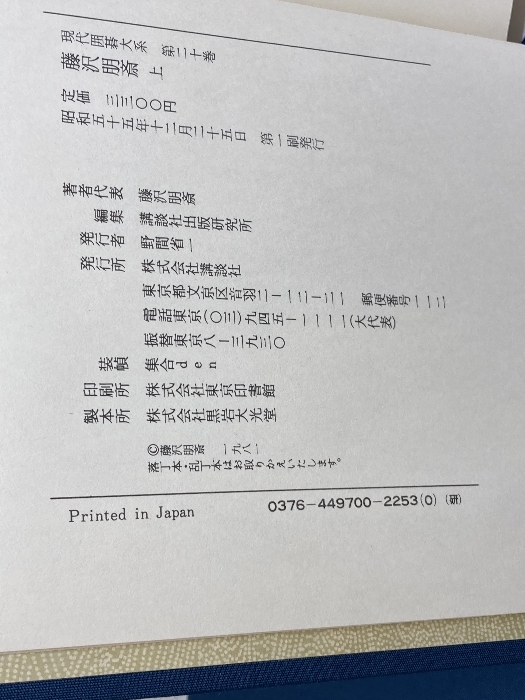 現代囲碁大系 第二十巻
藤沢朋斎 上
定価 三三〇〇円
昭和五十五年十二月二十五日 第一刷発行
著者代表 藤沢朋斎
編集 講談社出版研究所
発行者 野間省一
発行所 株式会社講談社
東京都文京区音羽二ー一二ー二一 郵便番号一一二
電話東京(〇三)九四五ー一一一一(大代表)
振替東京八ー三九三〇
装幀 集合den
印刷所 株式会社東京印書館
製本所 株式会社黒岩大光堂
©藤沢朋斎 一九八一
落丁本・乱丁本はお取りかえいたします。
Printed in Japan 0376-449700-2253(0) (研)